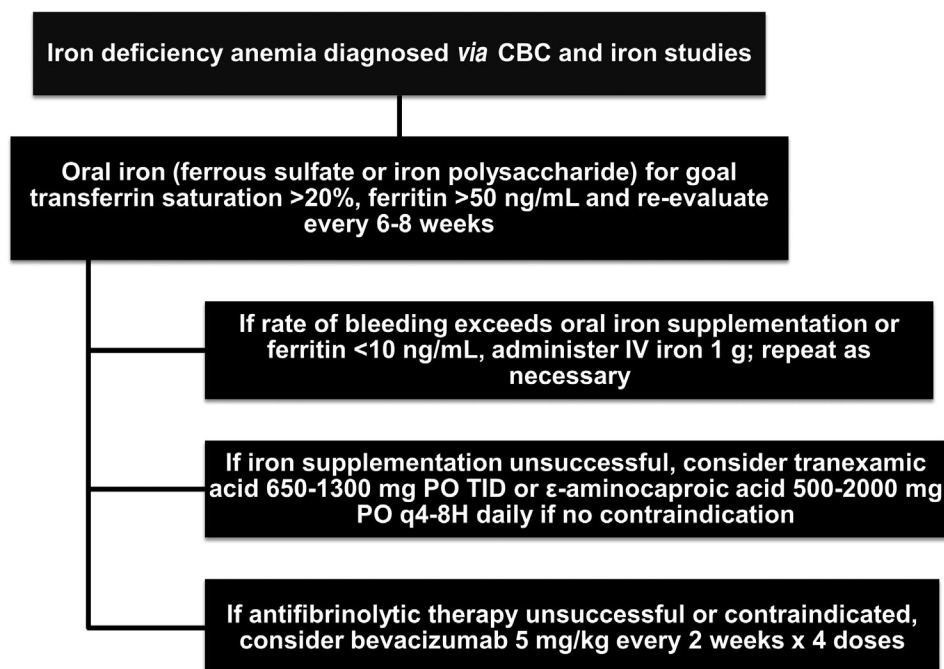 Iron deficiency anemia diagnosed via CBC and iron studies
Oral iron (ferrous sulfate or iron polysaccharide) for goal
transferrin saturation >20%, ferritin >50 ng/mL and re-evaluate
every 6-8 weeks
If rate of bleeding exceeds oral iron supplementation or
ferritin <10 ng/mL, administer IV iron 1 g; repeat as
necessary
If iron supplementation unsuccessful, consider tranexamic
acid 650-1300 mg PO TID or ε-aminocaproic acid 500-2000 mg
PO q4-8H daily if no contraindication
If antifibrinolytic therapy unsuccessful or contraindicated,
consider bevacizumab 5 mg/kg every 2 weeks x 4 doses